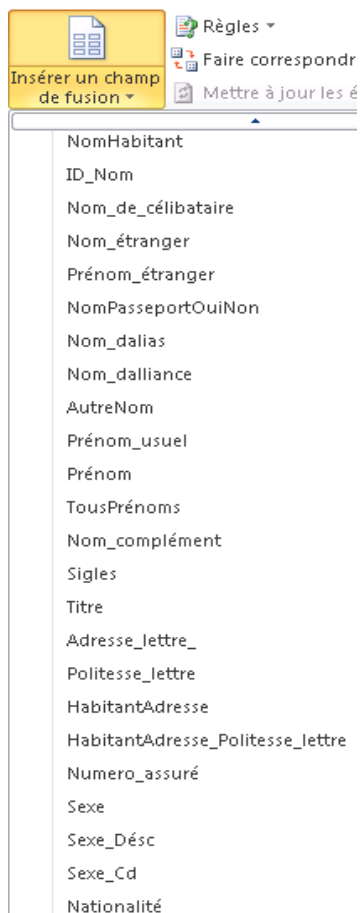 Règles
Faire correspondr
Insérer un champ
de fusion
Mettre à jour les é
NomHabitant
ID_Nom
Nom_de_célibataire
Nom_étranger
Prénom_étranger
NomPasseportOuiNon
Nom_dalias
Nom_dalliance
AutreNom
Prénom_usuel
Prénom
TousPrénoms
Nom_complément
Sigles
Titre
Adresse_lettre_
Politesse_lettre
HabitantAdresse
HabitantAdresse_Politesse_lettre
Numero_assuré
Sexe
Sexe_Désc
Sexe_Cd
Nationalité